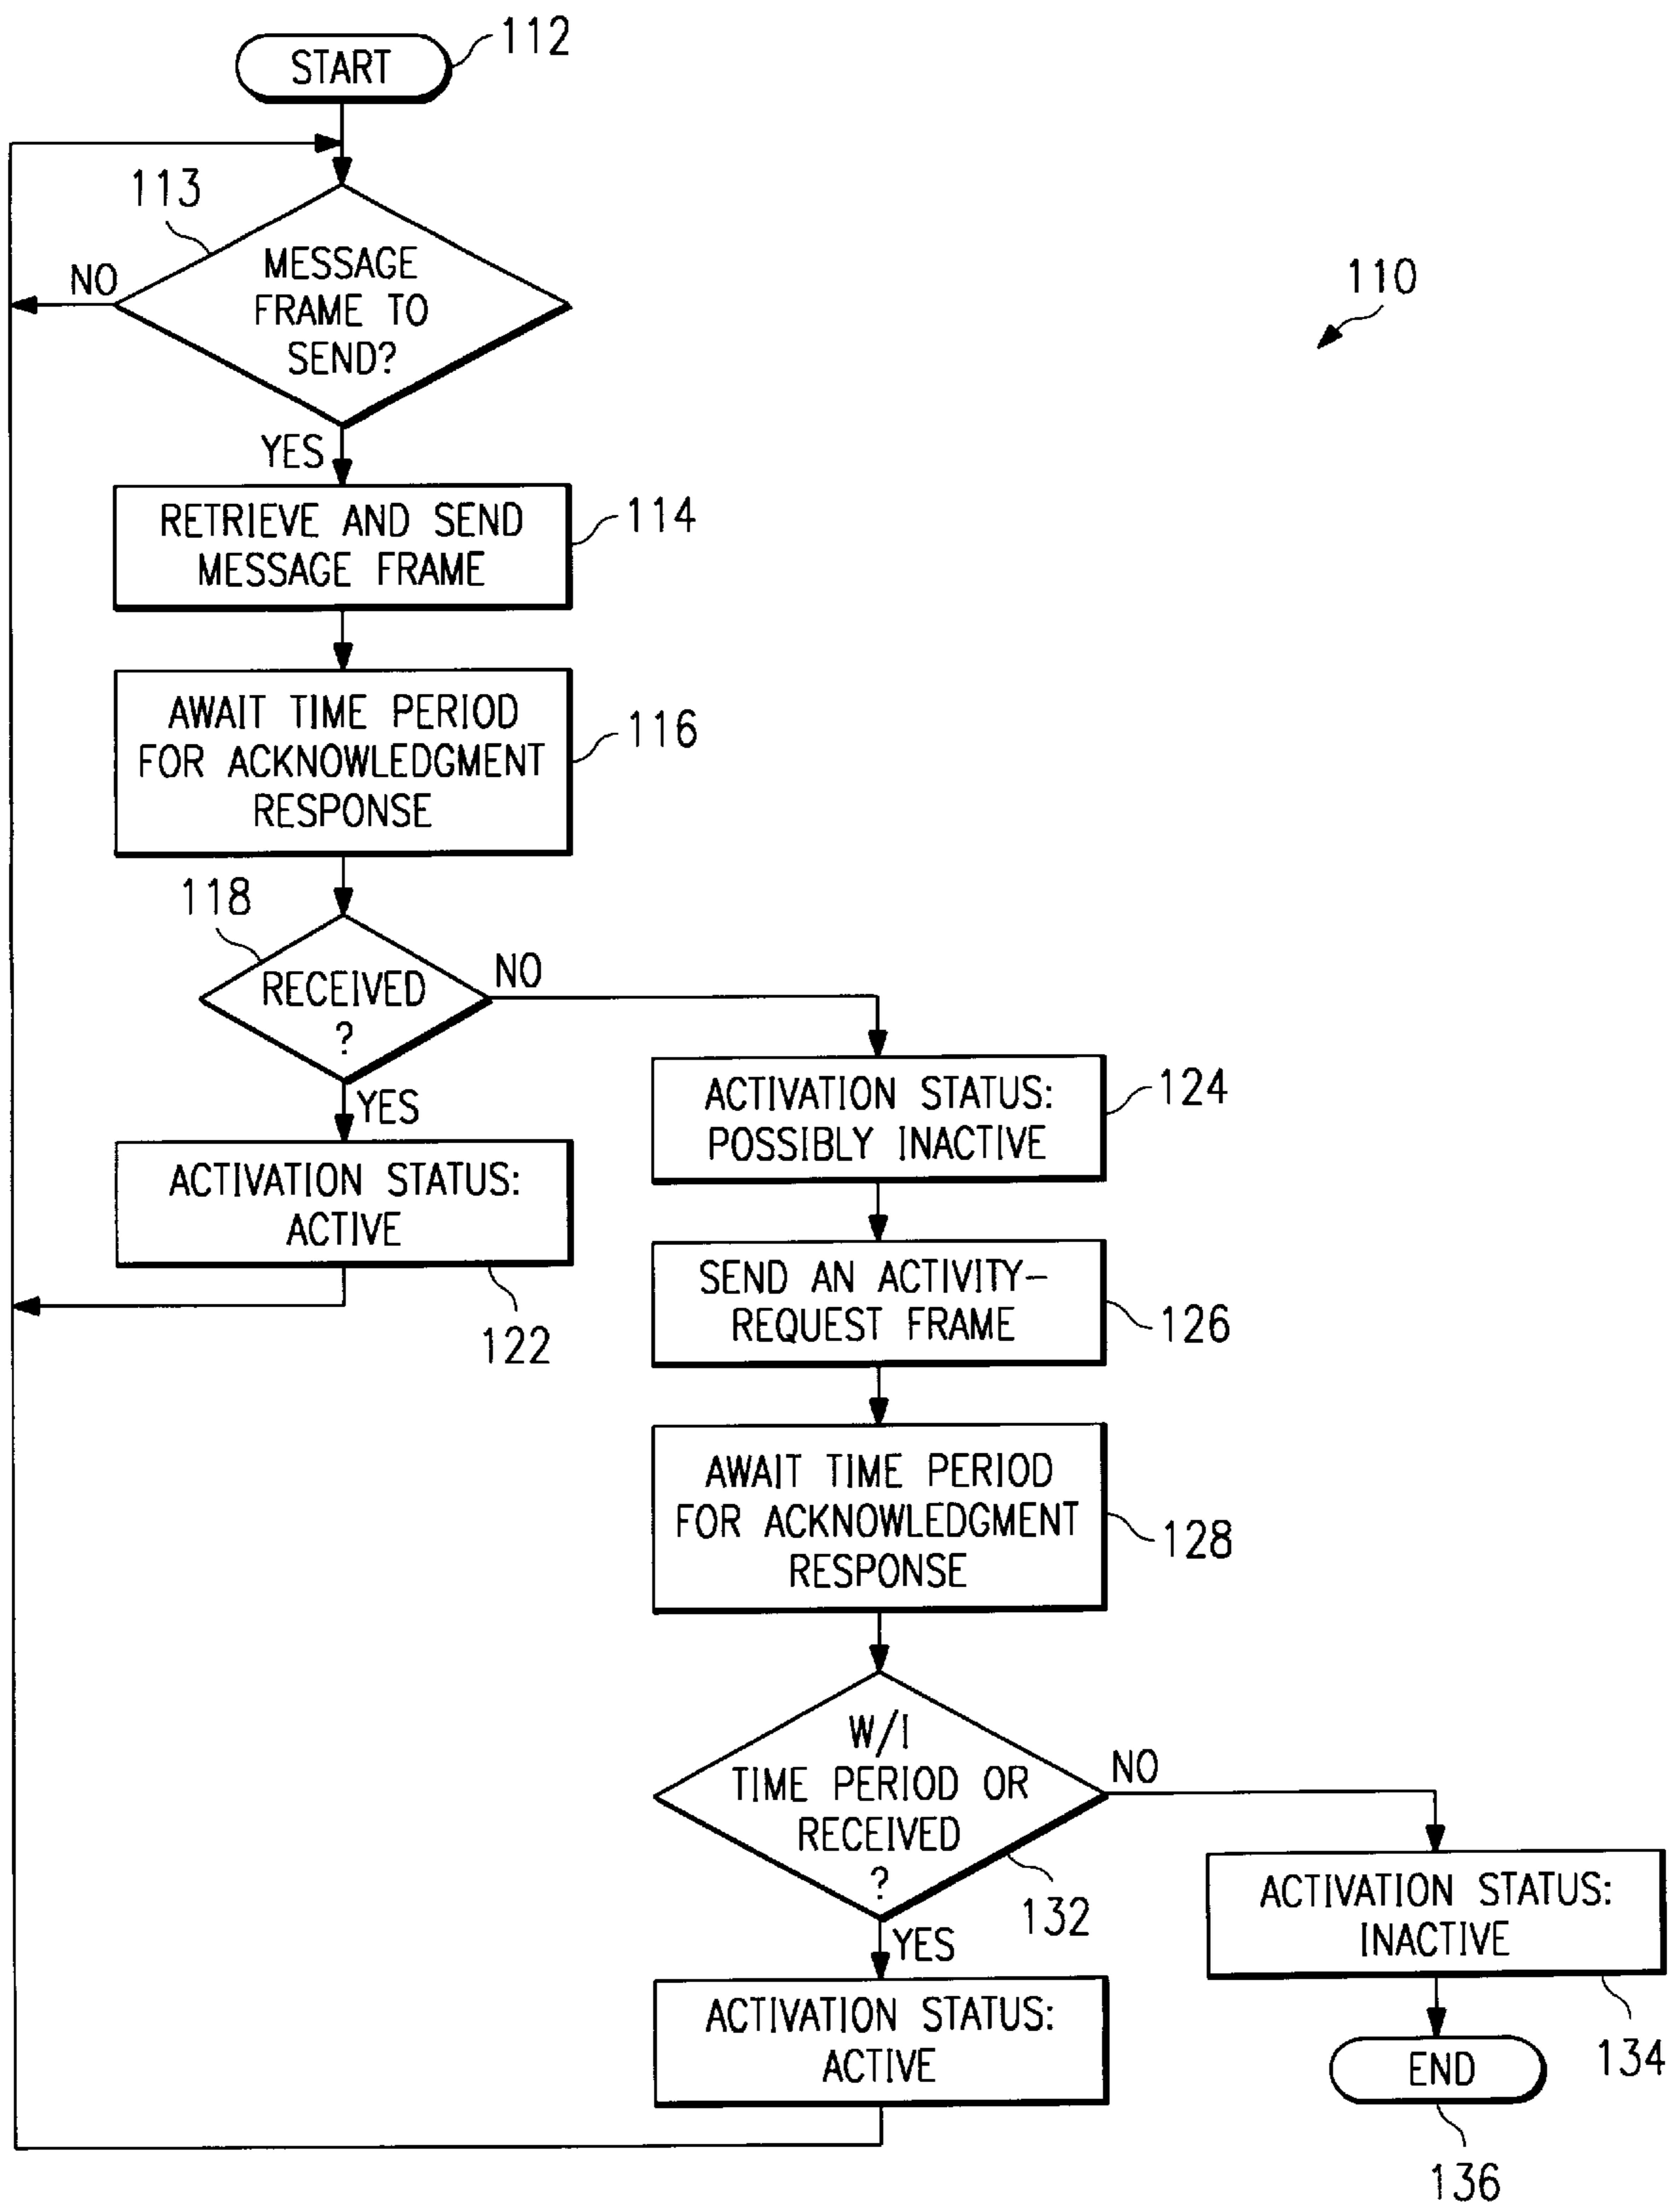 112
START
113
MESSAGE
FRAME TO
SEND?
NO
110
YES
RETRIEVE AND SEND
MESSAGE FRAME
114
AWAIT TIME PERIOD
FOR ACKNOWLEDGMENT
RESPONSE
116
118
RECEIVED
?
NO
YES
ACTIVATION STATUS:
ACTIVE
122
ACTIVATION STATUS:
POSSIBLY INACTIVE
124
SEND AN ACTIVITY-
REQUEST FRAME
126
AWAIT TIME PERIOD
FOR ACKNOWLEDGMENT
RESPONSE
128
W/I
TIME PERIOD OR
RECEIVED
?
132
NO
YES
ACTIVATION STATUS:
ACTIVE
ACTIVATION STATUS:
INACTIVE
134
END
136